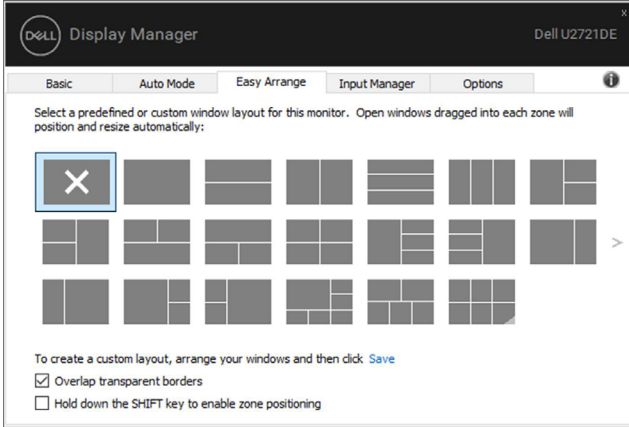 x
DELL Display Manager Dell U2721DE
Basic Auto Mode Easy Arrange Input Manager Options
Select a predefined or custom window layout for this monitor. Open windows dragged into each zone will
position and resize automatically:
To create a custom layout, arrange your windows and then click Save
Overlap transparent borders
Hold down the SHIFT key to enable zone positioning